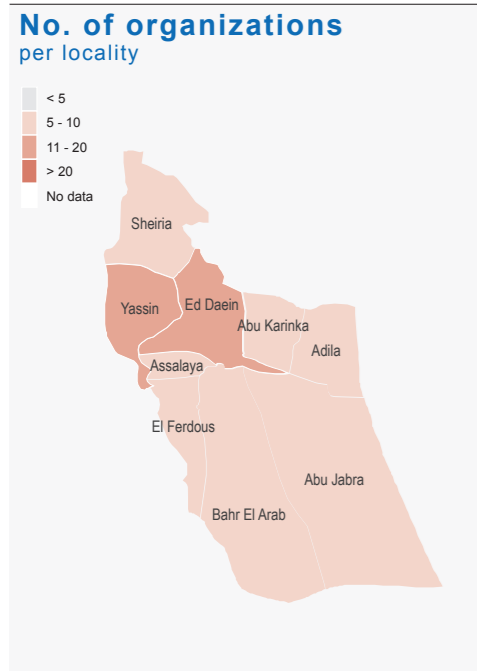 No. of organizations
per locality
< 5
5 - 10
11 - 20
> 20
No data
Sheiria
Yassin
Ed Daein
Abu Karinka
Adila
Assalaya
El Ferdous
Abu Jabra
Bahr El Arab